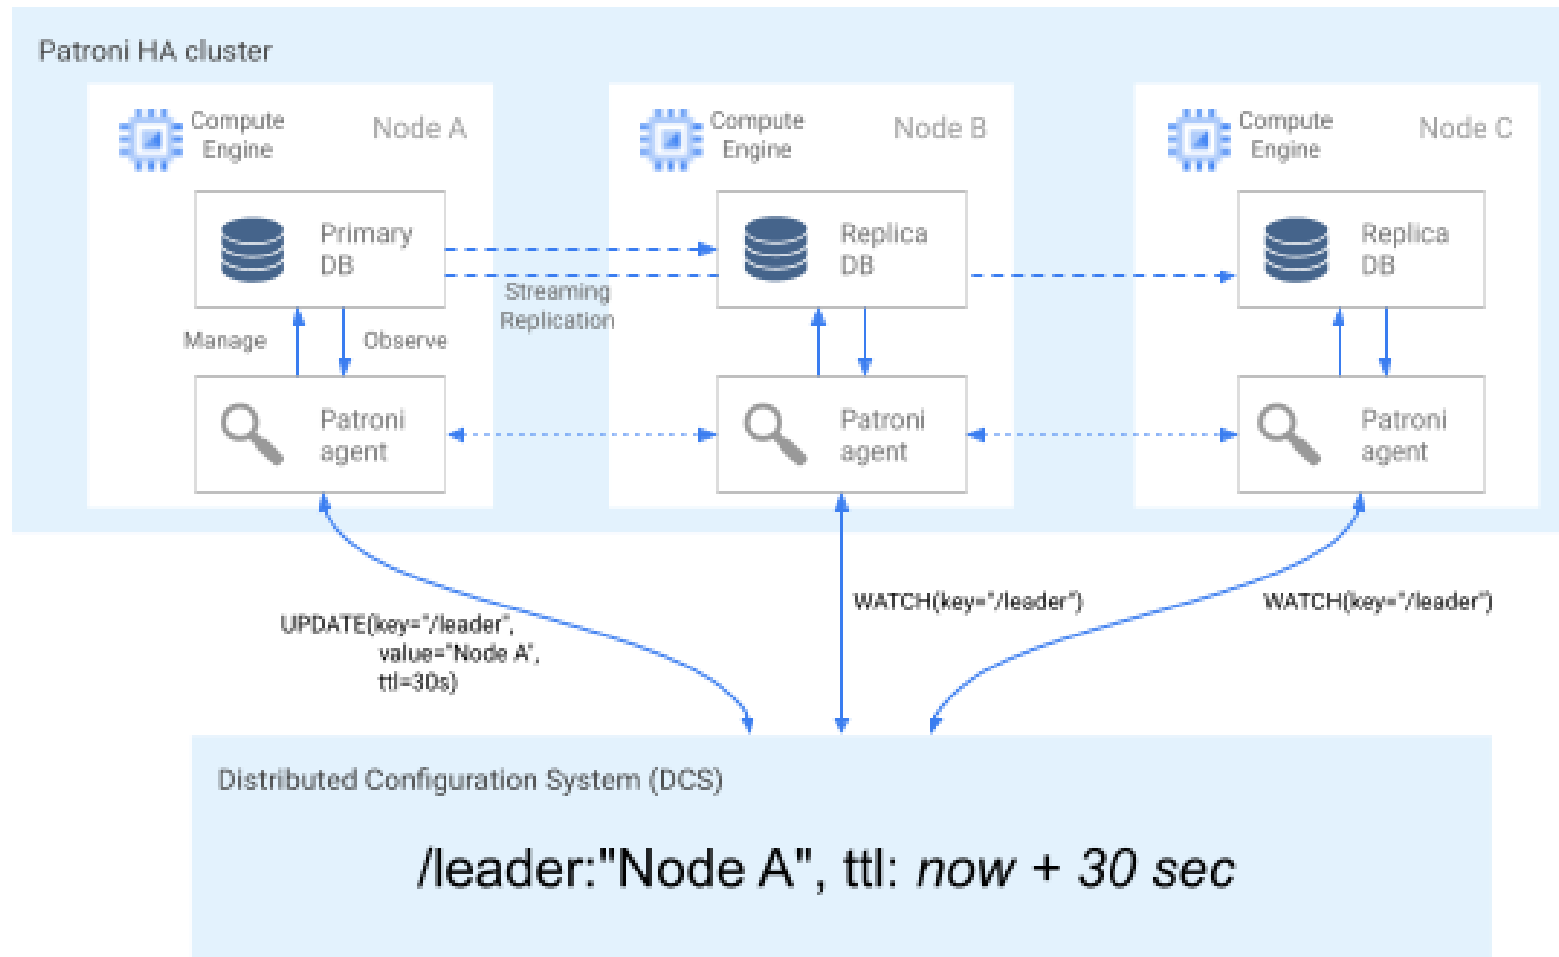 Patroni HA cluster
Compute
Engine
Node A
Primary
DB
Manage
Observe
Patroni
agent
Streaming
Replication
Compute
Engine
Node B
Replica
DB
Patroni
agent
Compute
Engine
Node C
Replica
DB
Patroni
agent
UPDATE(key="/leader",
value="Node A",
ttl=30s)
WATCH(key="/leader")
WATCH(key="/leader")
Distributed Configuration System (DCS)
/leader:"Node A", ttl: now + 30 sec